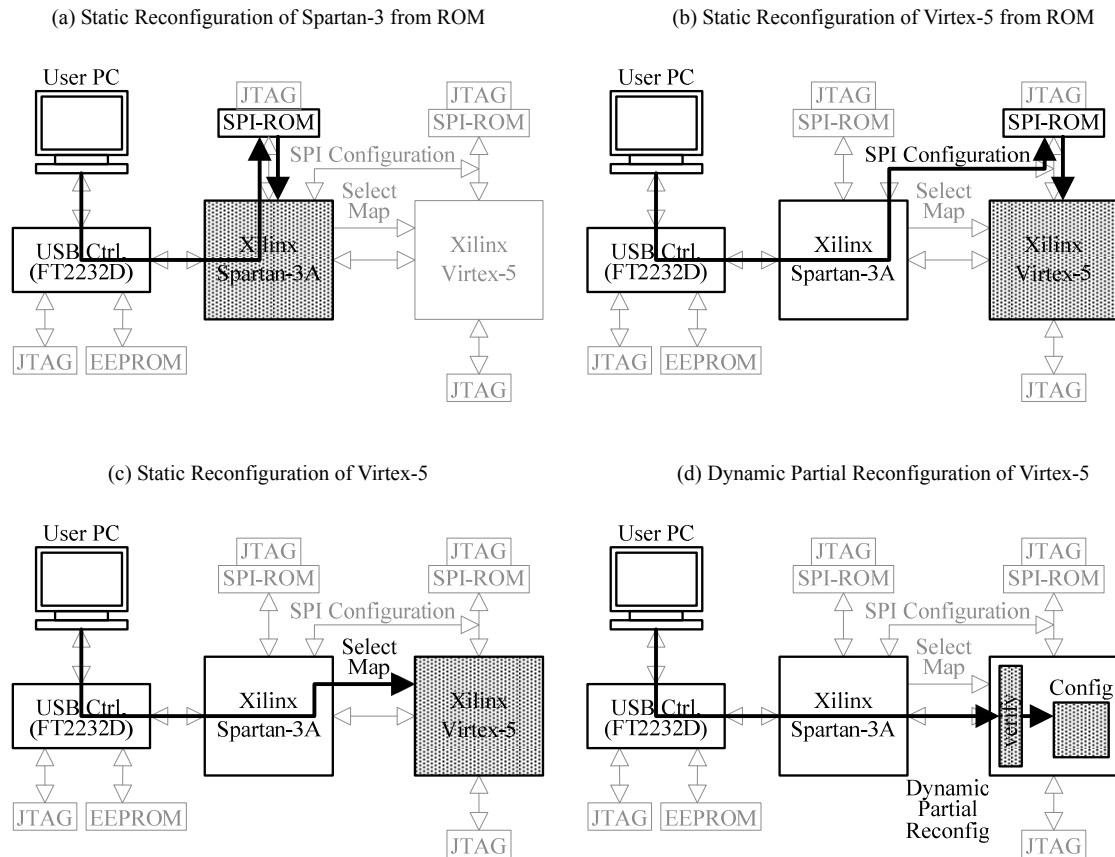 (a) Static Reconfiguration of Spartan-3 from ROM
User PC
JTAG
SPI-ROM
JTAG
SPI-ROM
SPI Configuration
Select
Map
USB Ctrl.
(FT2232D)
Xilinx
Spartan-3A
Xilinx
Virtex-5
JTAG
EEPROM
JTAG
(b) Static Reconfiguration of Virtex-5 from ROM
User PC
JTAG
SPI-ROM
JTAG
SPI-ROM
SPI Configuration
Select
Map
USB Ctrl.
(FT2232D)
Xilinx
Spartan-3A
Xilinx
Virtex-5
JTAG
EEPROM
JTAG
(c) Static Reconfiguration of Virtex-5
User PC
JTAG
SPI-ROM
JTAG
SPI-ROM
SPI Configuration
Select
Map
USB Ctrl.
(FT2232D)
Xilinx
Spartan-3A
Xilinx
Virtex-5
JTAG
EEPROM
JTAG
(d) Dynamic Partial Reconfiguration of Virtex-5
User PC
JTAG
SPI-ROM
JTAG
SPI-ROM
SPI Configuration
Select
Map
USB Ctrl.
(FT2232D)
Xilinx
Spartan-3A
verify
Config
Dynamic
Partial
Reconfig
JTAG
EEPROM
JTAG